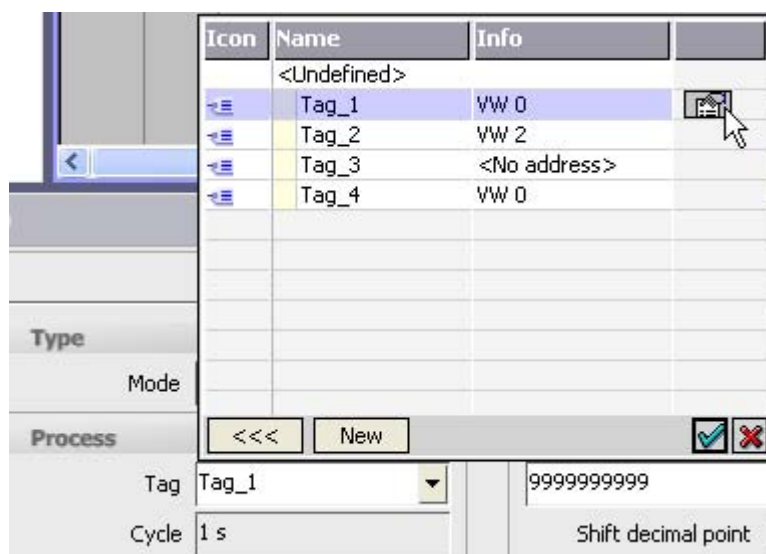 Icon Name Info
<Undefined>
Tag_1 VW 0
Tag_2 VW 2
Tag_3 <No address>
Tag_4 VW 0
Type
Mode
Process
<<< New
Tag Tag_1 9999999999
Cycle 1 s Shift decimal point